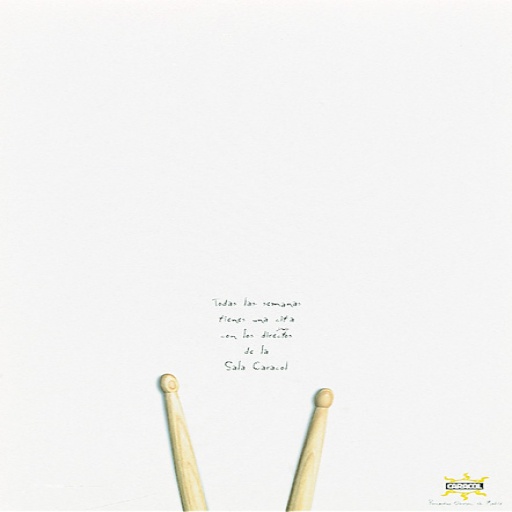 Todas las semanas
tienes una cita
con los directos
de la
Sala Caracol
CARACOL